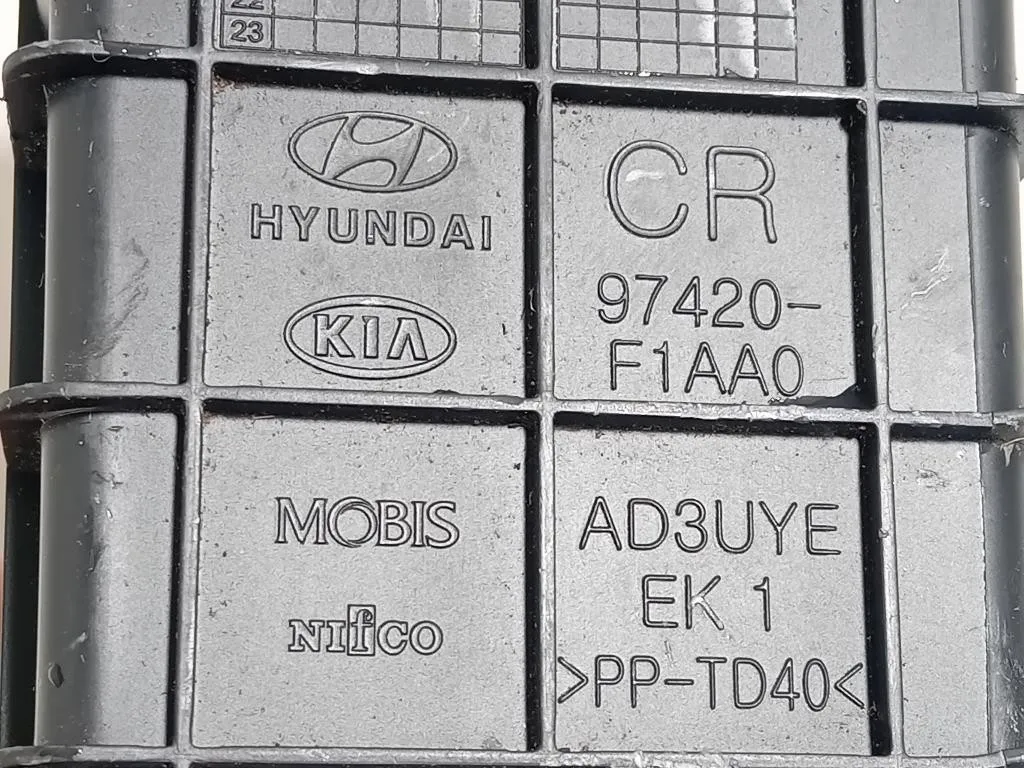 22
23
HYUNDAI
KIA
CR
97420-
F1AA0
MOBIS
NIfCO
AD3UYE
EK 1
>PP-TD40<